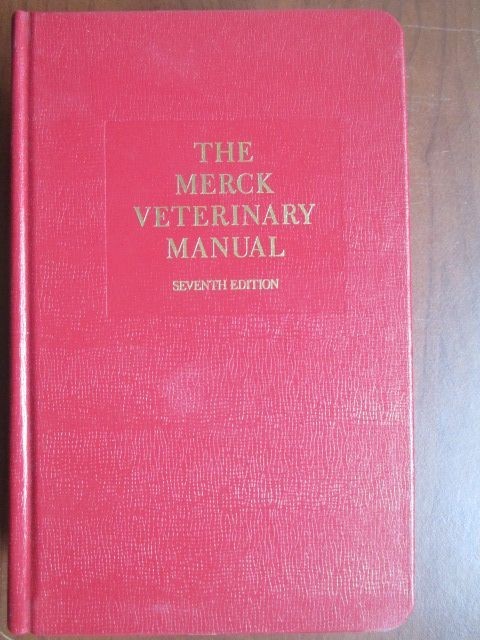 THE
MERCK
VETERINARY
MANUAL
SEVENTH EDITION